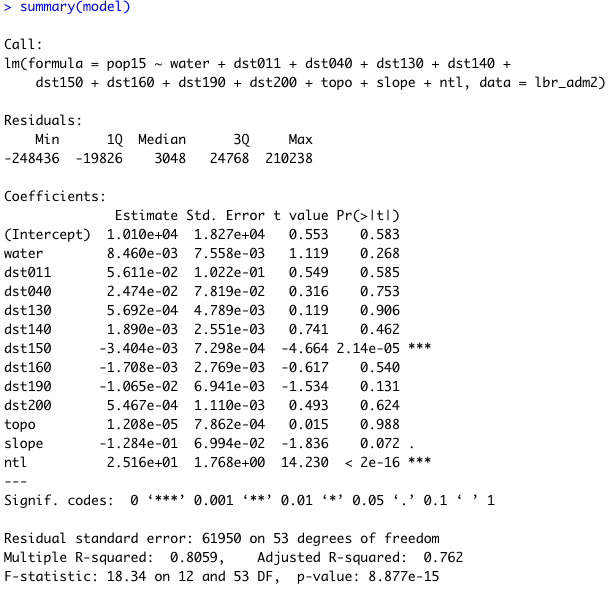 > summary(model)
Call:
lm(formula = pop15 ~ water + dst011 + dst040 + dst130 + dst140 +
    dst150 + dst160 + dst190 + dst200 + topo + slope + ntl, data = lbr_adm2)
Residuals:
    Min      1Q  Median      3Q     Max
-248436  -19826    3048   24768  210238
Coefficients:
              Estimate Std. Error t value Pr(>|t|)
(Intercept)  1.010e+04  1.827e+04   0.553    0.583
water        8.460e-03  7.558e-03   1.119    0.268
dst011       5.611e-02  1.022e-01   0.549    0.585
dst040       2.474e-02  7.819e-02   0.316    0.753
dst130       5.692e-04  4.789e-03   0.119    0.906
dst140       1.890e-03  2.551e-03   0.741    0.462
dst150      -3.404e-03  7.298e-04  -4.664 2.14e-05 ***
dst160      -1.708e-03  2.769e-03  -0.617    0.540
dst190      -1.065e-02  6.941e-03  -1.534    0.131
dst200       5.467e-04  1.110e-03   0.493    0.624
topo         1.208e-05  7.862e-04   0.015    0.988
slope       -1.284e-01  6.994e-02  -1.836    0.072 .
ntl          2.516e+01  1.768e+00  14.230  < 2e-16 ***
---
Signif. codes:  0 ‘***’ 0.001 ‘**’ 0.01 ‘*’ 0.05 ‘.’ 0.1 ‘ ’ 1
Residual standard error: 61950 on 53 degrees of freedom
Multiple R-squared:  0.8059,    Adjusted R-squared:  0.762
F-statistic: 18.34 on 12 and 53 DF,  p-value: 8.877e-15